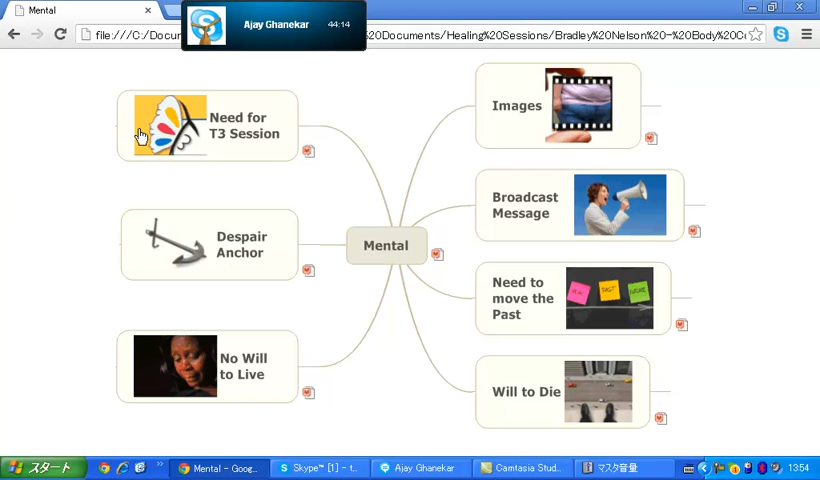 Mental
Ajay Ghanekar
44:14
file:///C:/Docu
%20Documents/Healing%20Sessions/Bradley%20Nelson%20-%20Body%20C
Need for
T3 Session
Images
Broadcast
Message
Despair
Anchor
Mental
Need to
move the
Past
PAST
FUTURE
No Will
to Live
Will to Die
スタート
Mental - Goog...
Skype™ [1] - t...
Ajay Ghanekar
Camtasia Stud...
マスタ音量
13:54